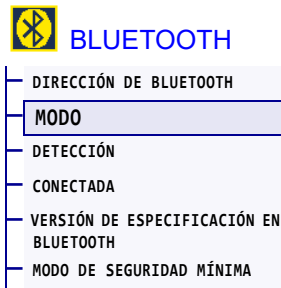 BLUETOOTH
DIRECCIÓN DE BLUETOOTH
MODO
DETECCIÓN
CONECTADA
VERSIÓN DE ESPECIFICACIÓN EN
BLUETOOTH
MODO DE SEGURIDAD MÍNIMA